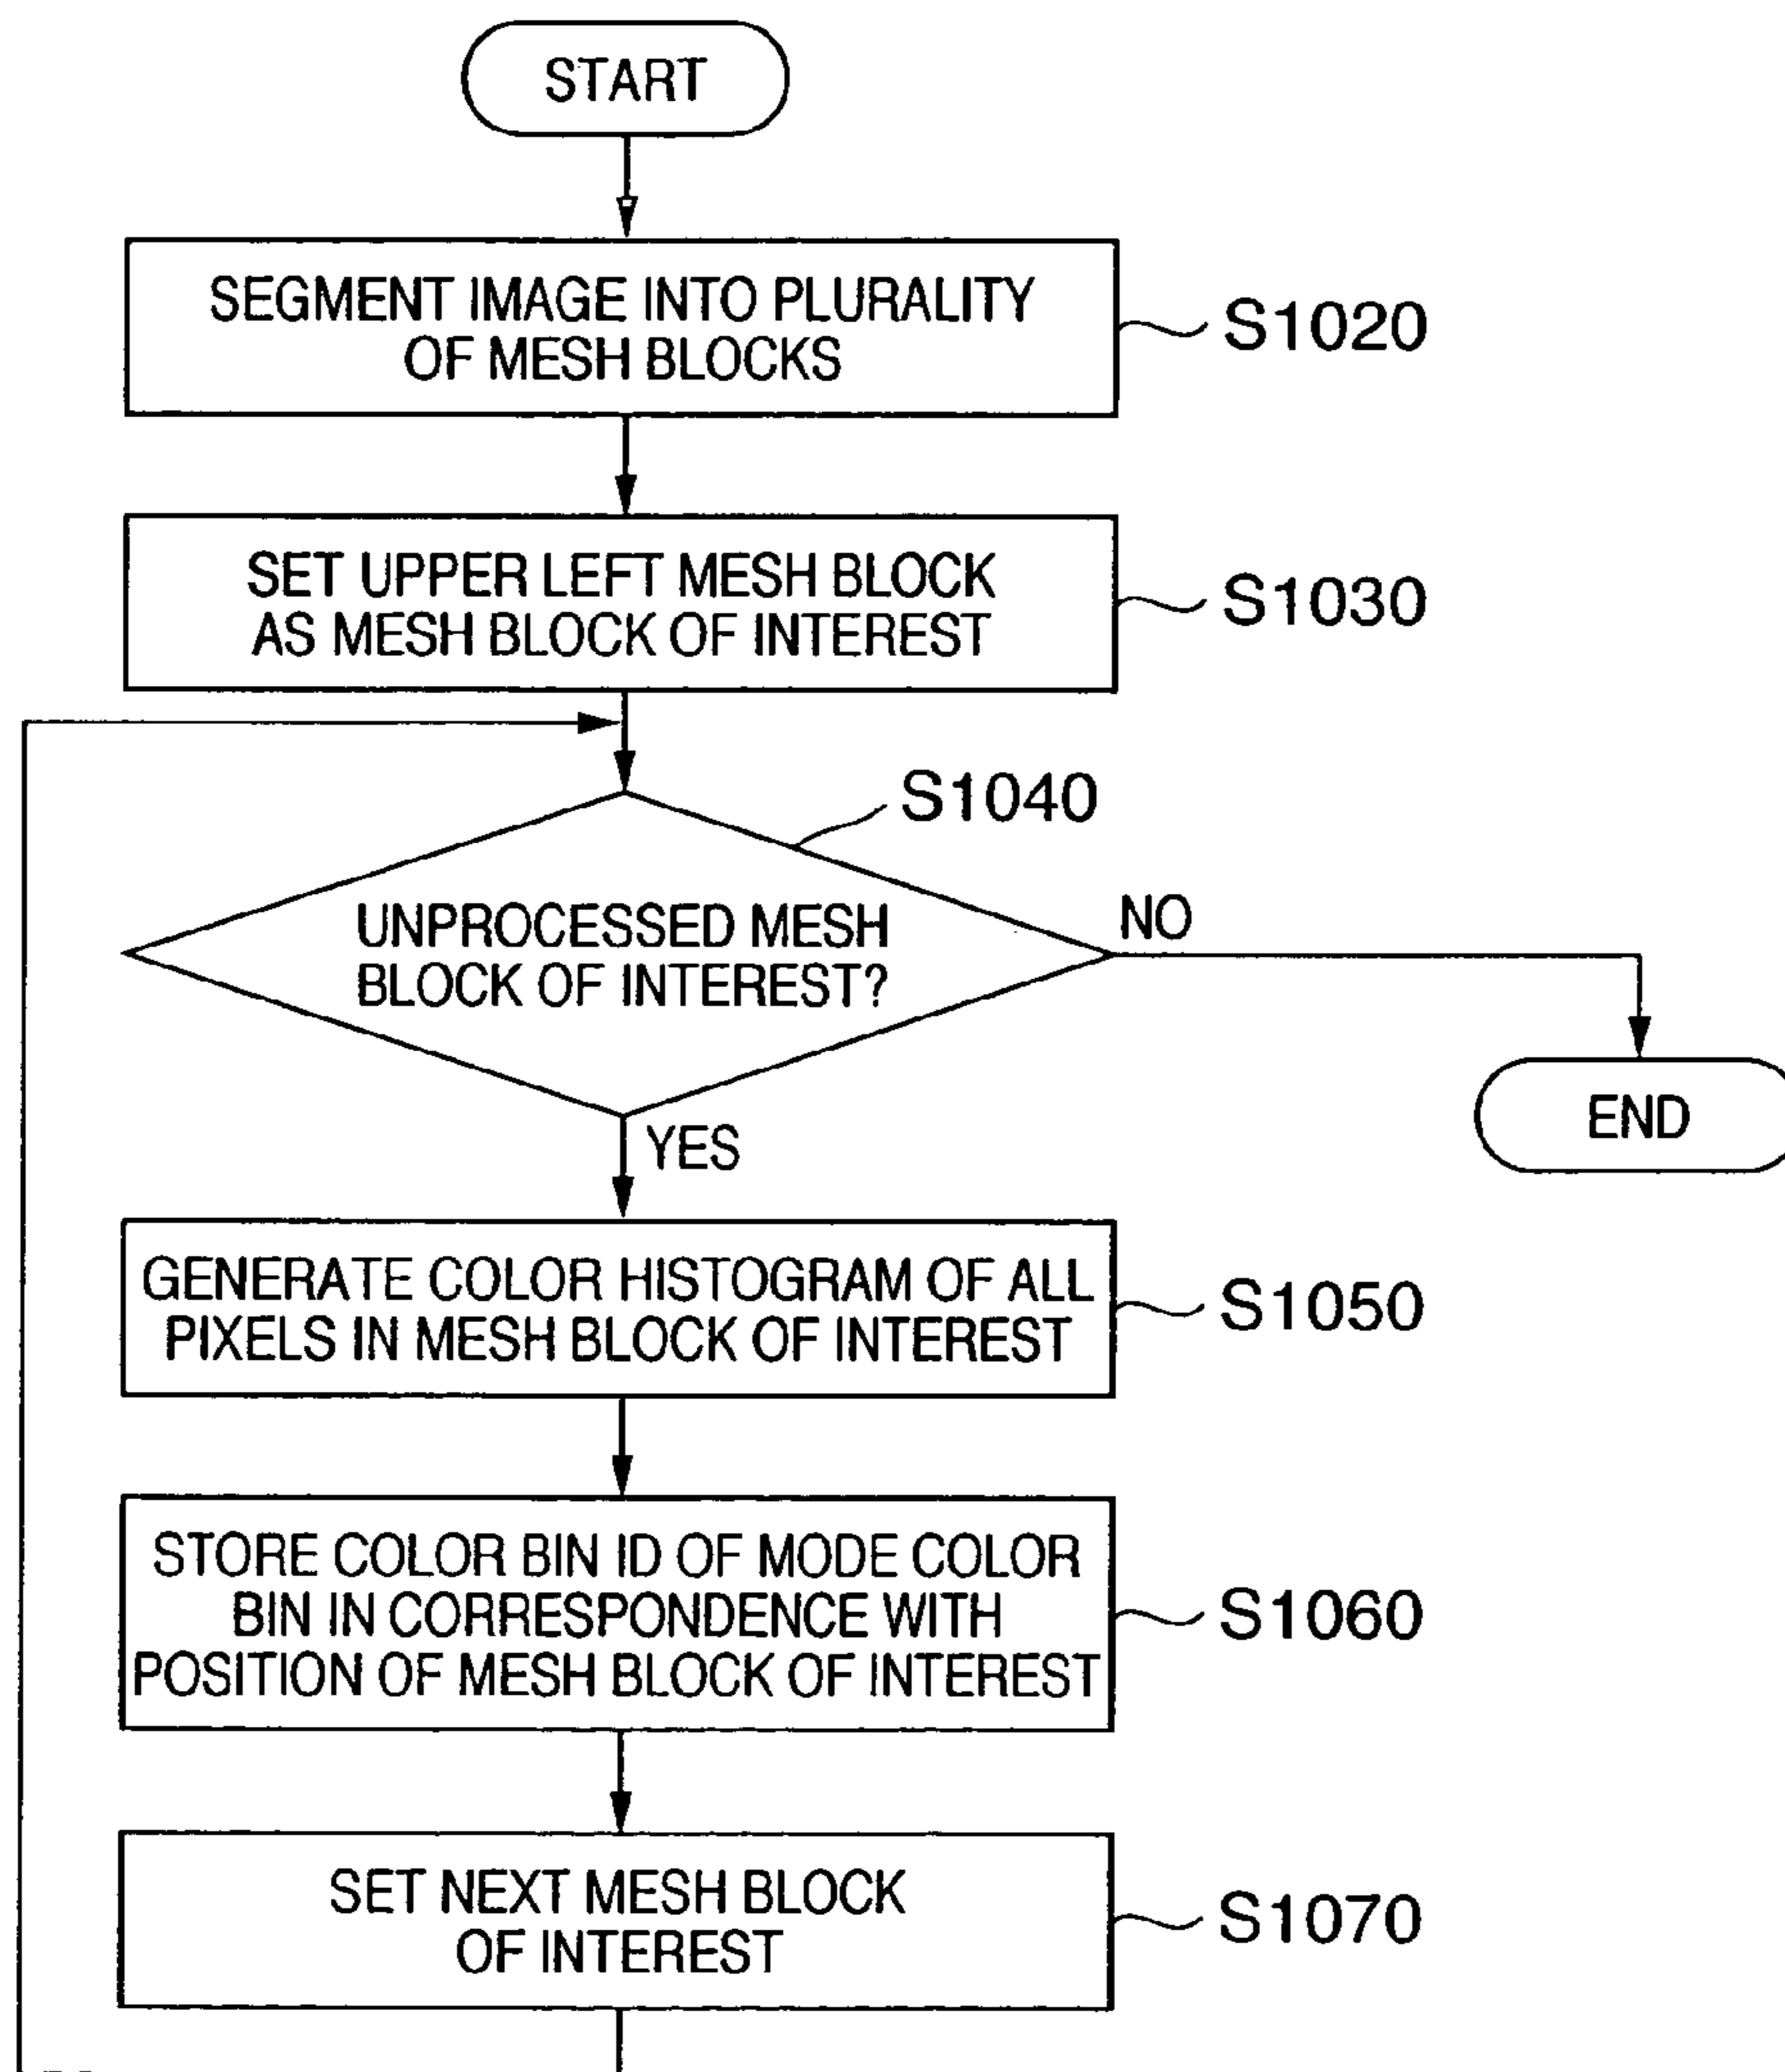 START
SEGMENT IMAGE INTO PLURALITY
OF MESH BLOCKS
S1020
SET UPPER LEFT MESH BLOCK
AS MESH BLOCK OF INTEREST
S1030
S1040
UNPROCESSED MESH
BLOCK OF INTEREST?
NO
END
YES
GENERATE COLOR HISTOGRAM OF ALL
PIXELS IN MESH BLOCK OF INTEREST
S1050
STORE COLOR BIN ID OF MODE COLOR
BIN IN CORRESPONDENCE WITH
POSITION OF MESH BLOCK OF INTEREST
S1060
SET NEXT MESH BLOCK
OF INTEREST
S1070